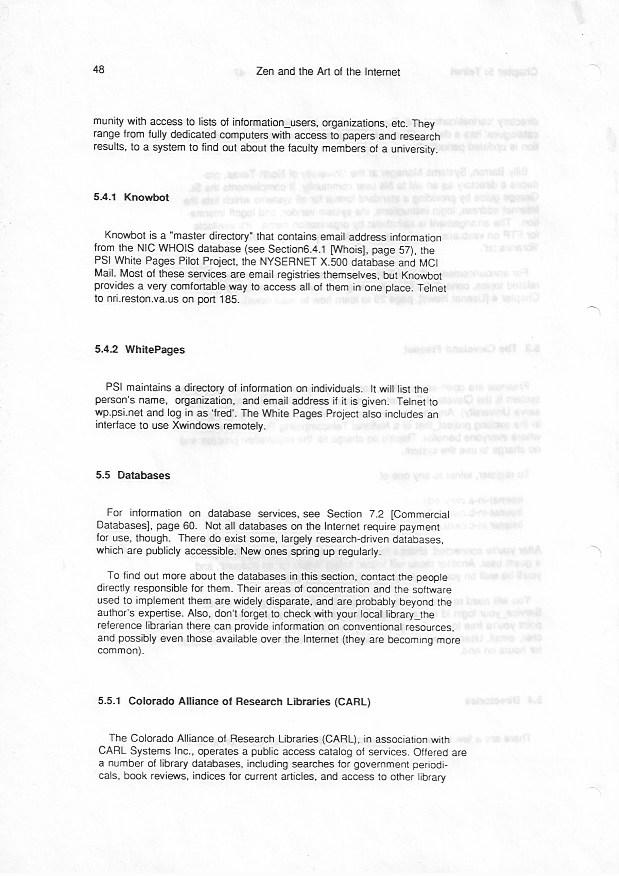 48
Zen and the Art of the Internet
munity with access to lists of information_users, organizations, etc. They
range from fully dedicated computers with access to papers and research
results, to a system to find out about the faculty members of a university.
5.4.1 Knowbot
Knowbot is a "master directory" that contains email address information
from the NIC WHOIS database (see Section6.4.1 [Whois], page 57), the
PSI White Pages Pilot Project, the NYSERNET X.500 database and MCI
Mail. Most of these services are email registries themselves, but Knowbot
provides a very comfortable way to access all of them in one place. Telnet
to nri.reston.va.us on port 185.
5.4.2 WhitePages
PSI maintains a directory of information on individuals. It will list the
person's name, organization, and email address if it is given. Telnet to
wp.psi.net and log in as 'fred'. The White Pages Project also includes an
interface to use Xwindows remotely.
5.5 Databases
For information on database services, see Section 7.2 [Commercial
Databases], page 60. Not all databases on the Internet require payment
for use, though. There do exist some, largely research-driven databases,
which are publicly accessible. New ones spring up regularly.
To find out more about the databases in this section, contact the people
directly responsible for them. Their areas of concentration and the software
used to implement them are widely disparate, and are probably beyond the
author's expertise. Also, don't forget to check with your local library_the
reference librarian there can provide information on conventional resources,
and possibly even those available over the Internet (they are becoming more
common).
5.5.1 Colorado Alliance of Research Libraries (CARL)
The Colorado Alliance of Research Libraries (CARL), in association with
CARL Systems Inc., operates a public access catalog of services. Offered are
a number of library databases, including searches for government periodi-
cals, book reviews, indices for current articles, and access to other library